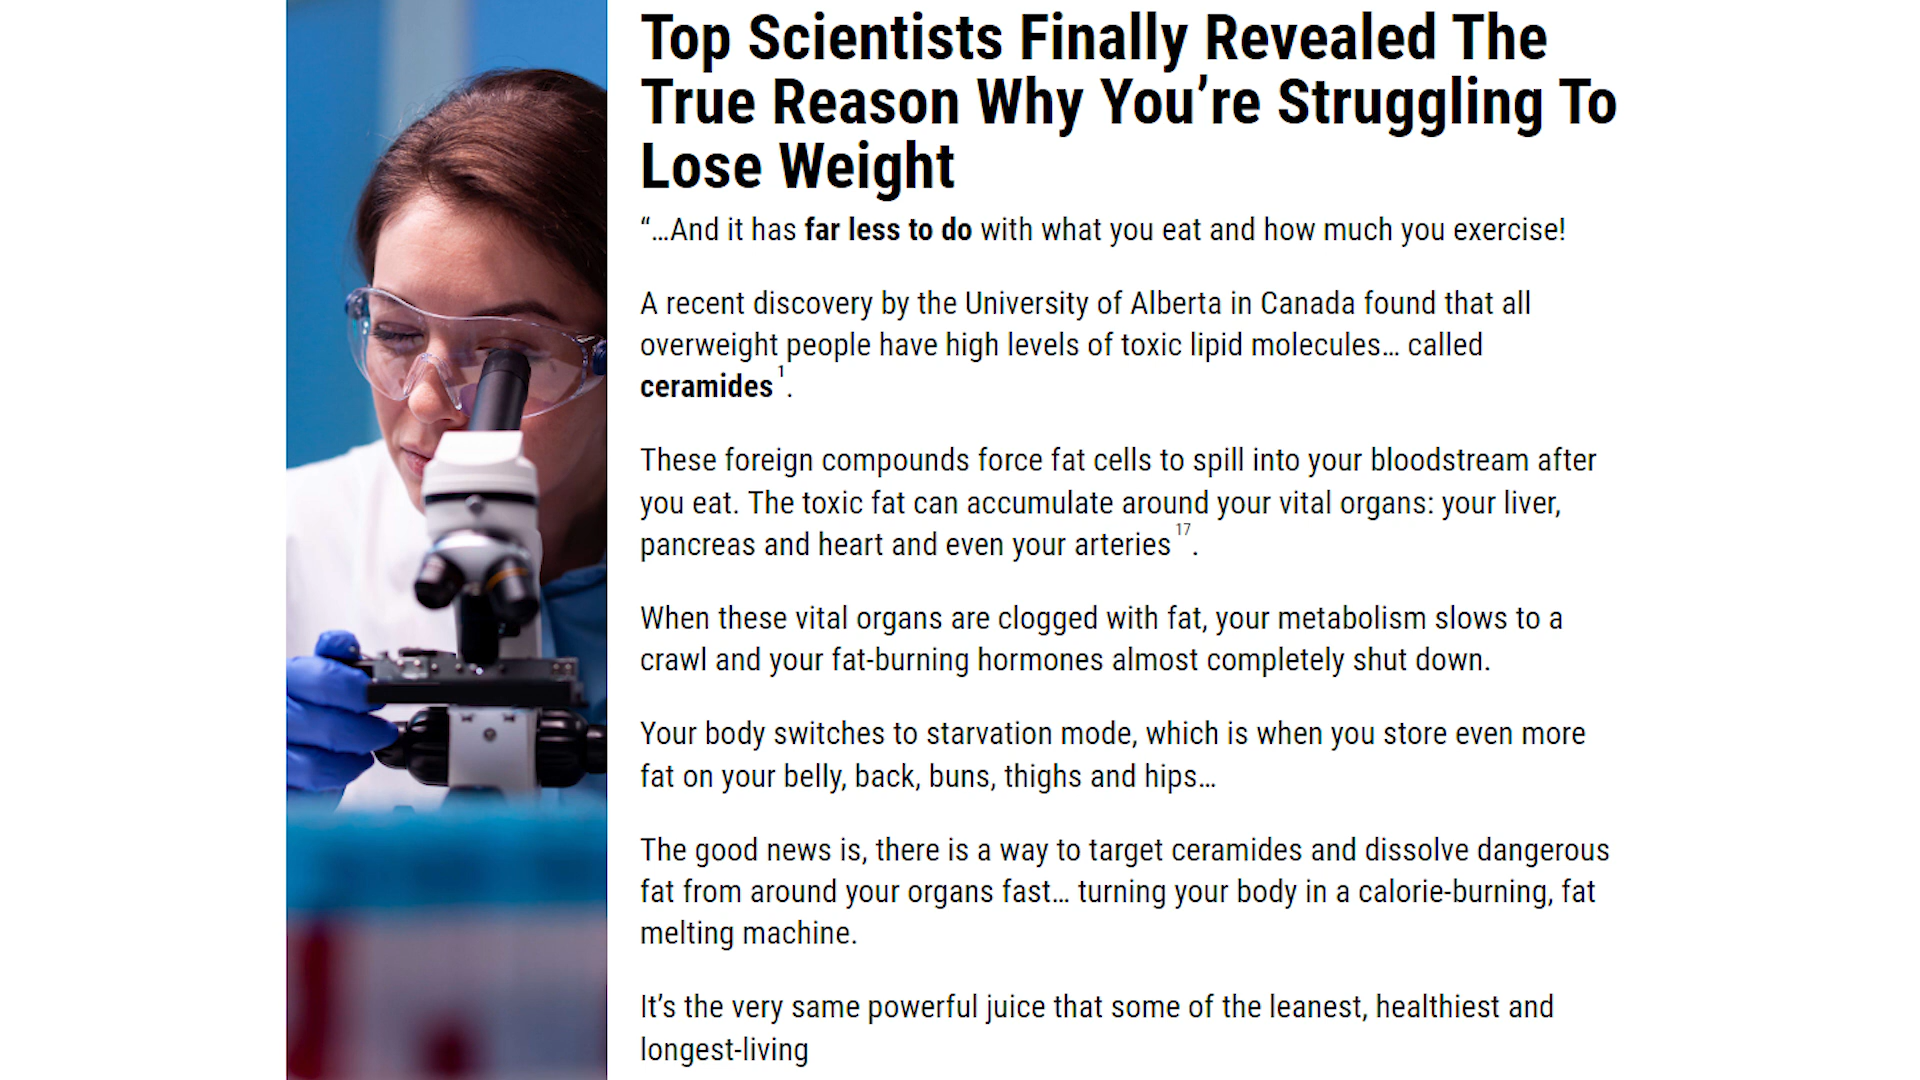 Top Scientists Finally Revealed The
True Reason Why You’re Struggling To
Lose Weight
“...And it has far less to do with what you eat and how much you exercise!
A recent discovery by the University of Alberta in Canada found that all
overweight people have high levels of toxic lipid molecules... called
ceramides 1.
These foreign compounds force fat cells to spill into your bloodstream after
you eat. The toxic fat can accumulate around your vital organs: your liver,
pancreas and heart and even your arteries 17.
When these vital organs are clogged with fat, your metabolism slows to a
crawl and your fat-burning hormones almost completely shut down.
Your body switches to starvation mode, which is when you store even more
fat on your belly, back, buns, thighs and hips...
The good news is, there is a way to target ceramides and dissolve dangerous
fat from around your organs fast... turning your body in a calorie-burning, fat
melting machine.
It’s the very same powerful juice that some of the leanest, healthiest and
longest-living